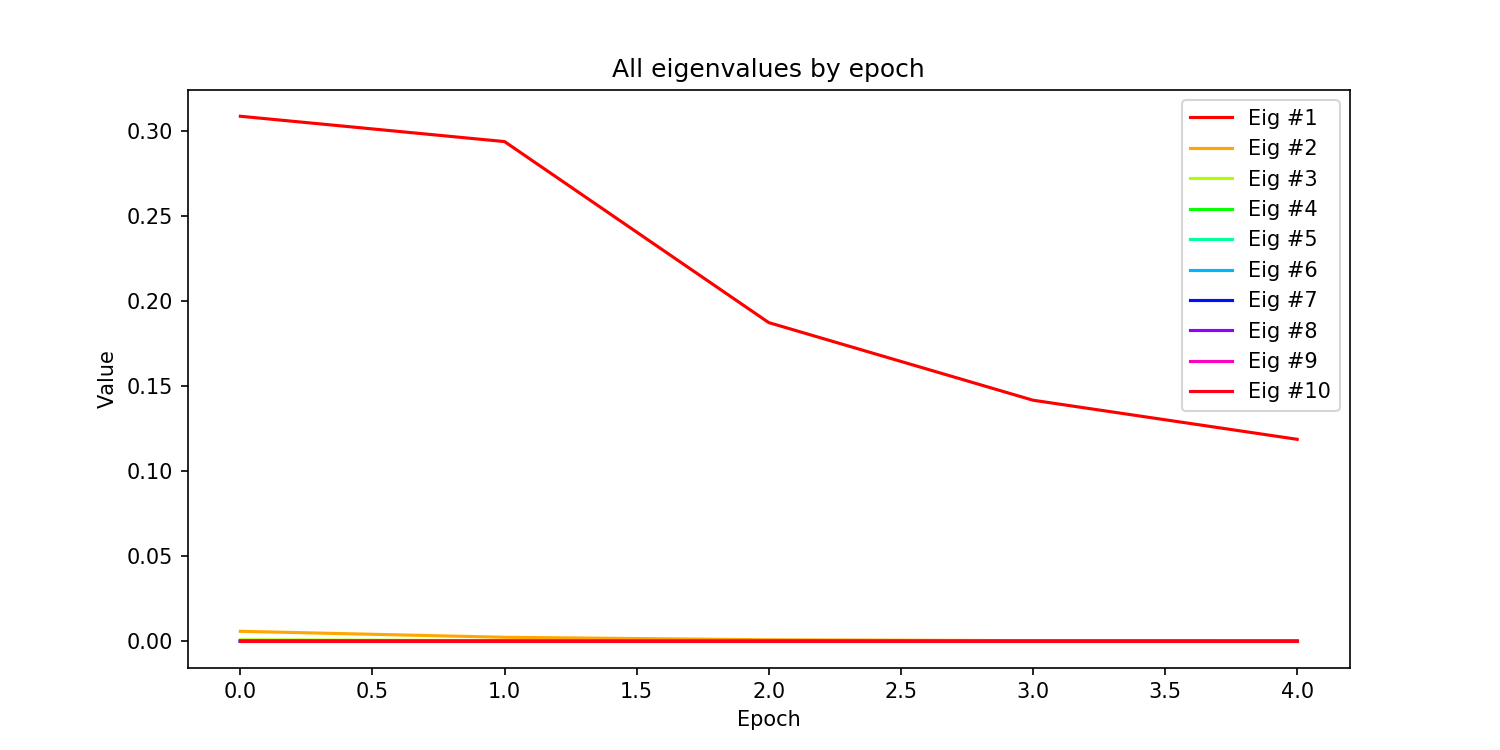 All eigenvalues by epoch
0.30
0.25
0.20
0.15
0.10
0.05
0.00
Value
Eig #1
Eig #2
Eig #3
Eig #4
Eig #5
Eig #6
Eig #7
Eig #8
Eig #9
Eig #10
0.0 0.5 1.0 1.5 2.0 2.5 3.0 3.5 4.0
Epoch